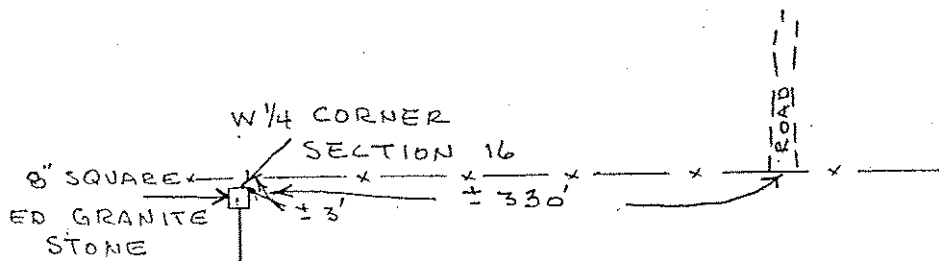 W 1/4 CORNER
SECTION 16
8" SQUARE
ED GRANITE
STONE
± 3'
± 330'
ROAD